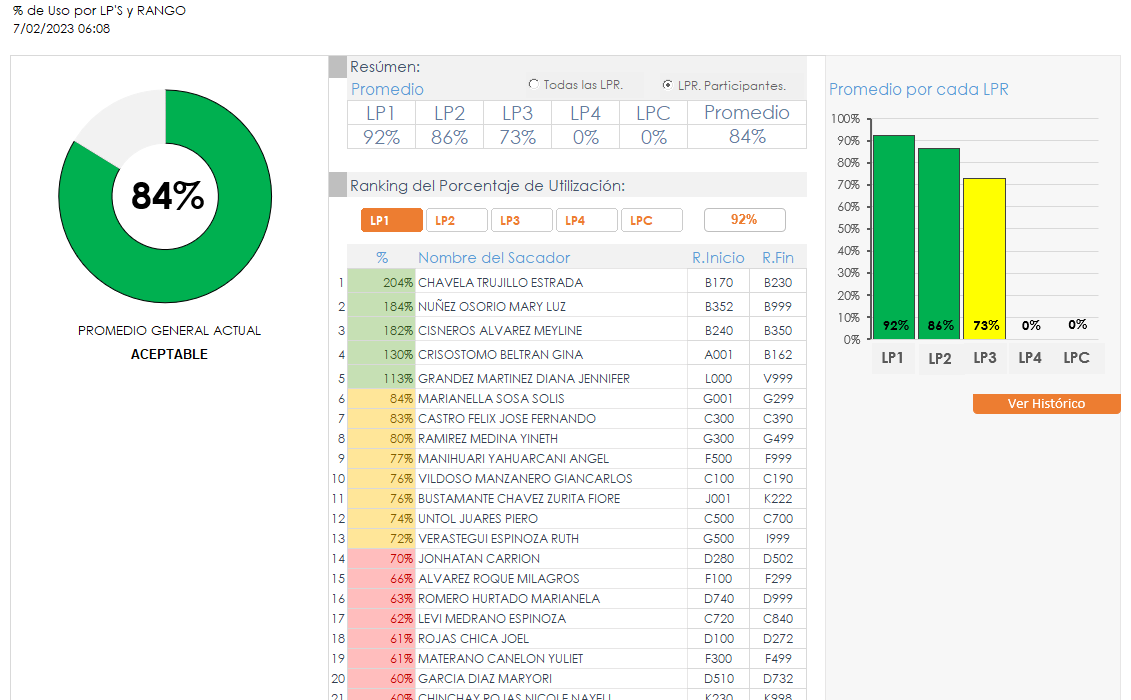 % de Uso por LP'S y RANGO
7/02/2023 06:08
84%
PROMEDIO GENERAL ACTUAL
ACEPTABLE
Resúmen:
Promedio
Todas las LPR.
LPR. Participantes.
LP1 LP2 LP3 LP4 LPC Promedio
92% 86% 73% 0% 0% 84%
Ranking del Porcentaje de Utilización:
LP1 LP2 LP3 LP4 LPC 92%
% Nombre del Sacador R.Inicio R.Fin
1 204% CHAVELA TRUJILLO ESTRADA B170 B230
2 184% NUÑEZ OSORIO MARY LUZ B352 B999
3 182% CISNEROS ALVAREZ MEYLINE B240 B350
4 130% CRISOSTOMO BELTRAN GINA A001 B162
5 113% GRANDEZ MARTINEZ DIANA JENNIFER L000 V999
6 84% MARIANELLA SOSA SOLIS G001 G299
7 83% CASTRO FELIX JOSE FERNANDO C300 C390
8 80% RAMIREZ MEDINA YINETH G300 G499
9 77% MANIHUARI YAHUARCANI ANGEL F500 F999
10 76% VILDOSO MANZANERO GIANCARLOS C100 C190
11 76% BUSTAMANTE CHAVEZ ZURITA FIORE J001 K222
12 74% UNTOL JUARES PIERO C500 C700
13 72% VERASTEGUI ESPINOZA RUTH G500 I999
14 70% JONHATAN CARRION D280 D502
15 66% ALVAREZ ROQUE MILAGROS F100 F299
16 63% ROMERO HURTADO MARIANELA D740 D999
17 62% LEVI MEDRANO ESPINOZA C720 C840
18 61% ROJAS CHICA JOEL D100 D272
19 61% MATERANO CANELON YULIET F300 F499
20 60% GARCIA DIAZ MARYORI D510 D732
21 60% CHINCHAY ROJAS NICOLE NAYELI K230 K998
Promedio por cada LPR
100%
90%
80%
70%
60%
50%
40%
30%
20%
10%
0%
92% 86% 73% 0% 0%
LP1 LP2 LP3 LP4 LPC
Ver Histórico